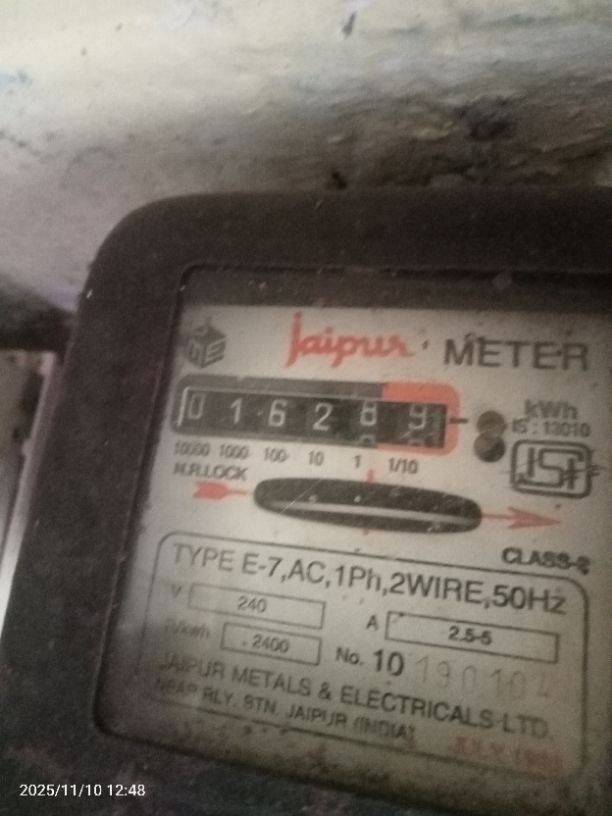 Jaipur METER
0 1 6 2 8 9
kWh
IS : 13010
10000 1000 100 10 1 1/10
N.R.LOCK
ISI
CLASS-2
TYPE E-7,AC,1Ph,2WIRE,50Hz
V 240 A 2.5-5
R/kwh 2400 No. 10
JAIPUR METALS & ELECTRICALS LTD.
NEAR RLY. STN. JAIPUR (INDIA)
2025/11/10 12:48